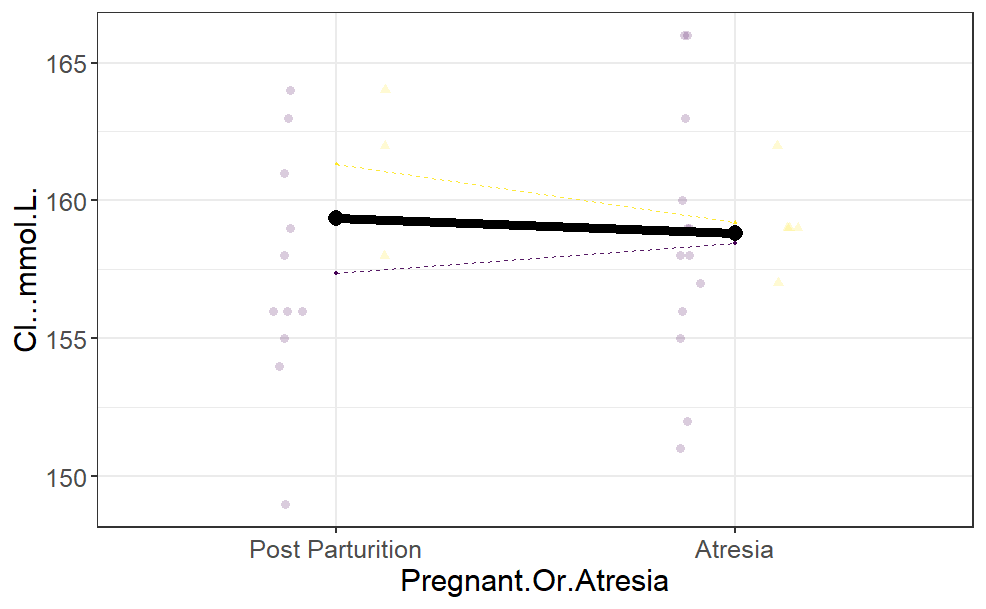 165
160
155
150
Cl...mmol.L.
Post Parturition
Atresia
Pregnant.Or.Atresia